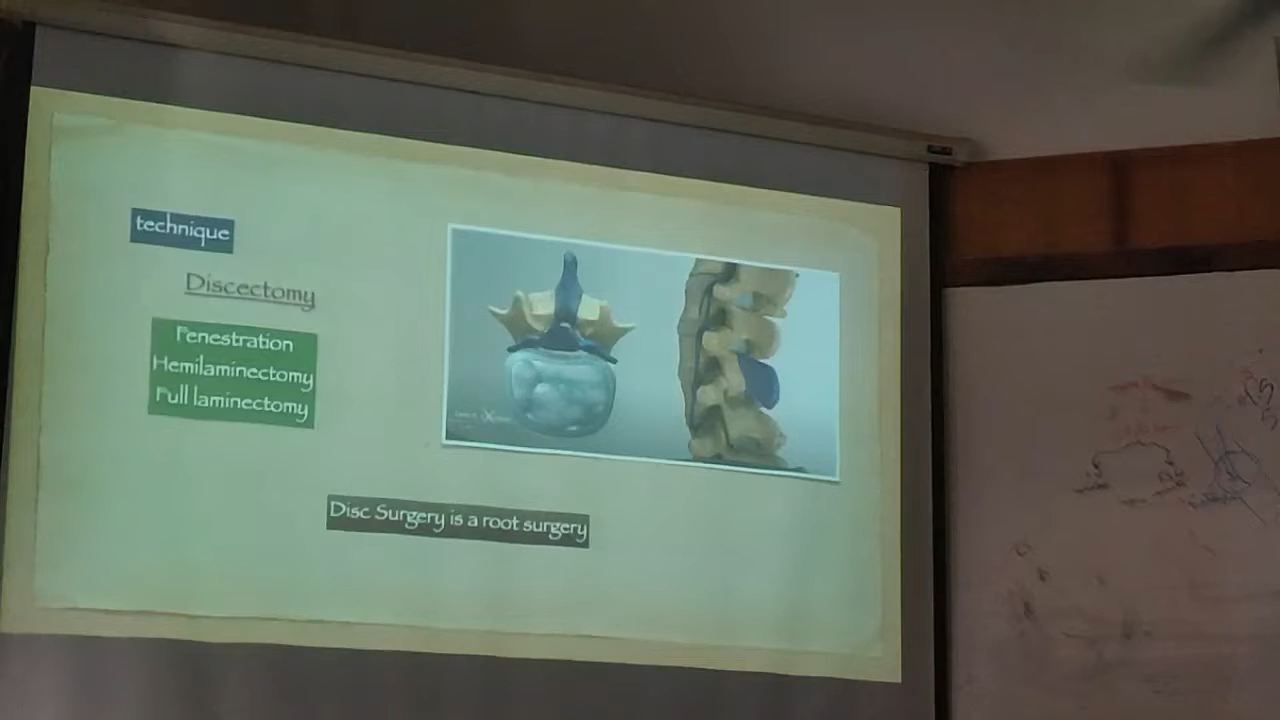 technique
Discectomy
Fenestration
Hemilaminectomy
Full laminectomy
Disc Surgery is a root surgery